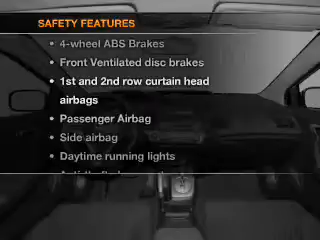 SAFETY FEATURES
• 4-wheel ABS Brakes
• Front Ventilated disc brakes
• 1st and 2nd row curtain head
airbags
• Passenger Airbag
• Side airbag
• Daytime running lights